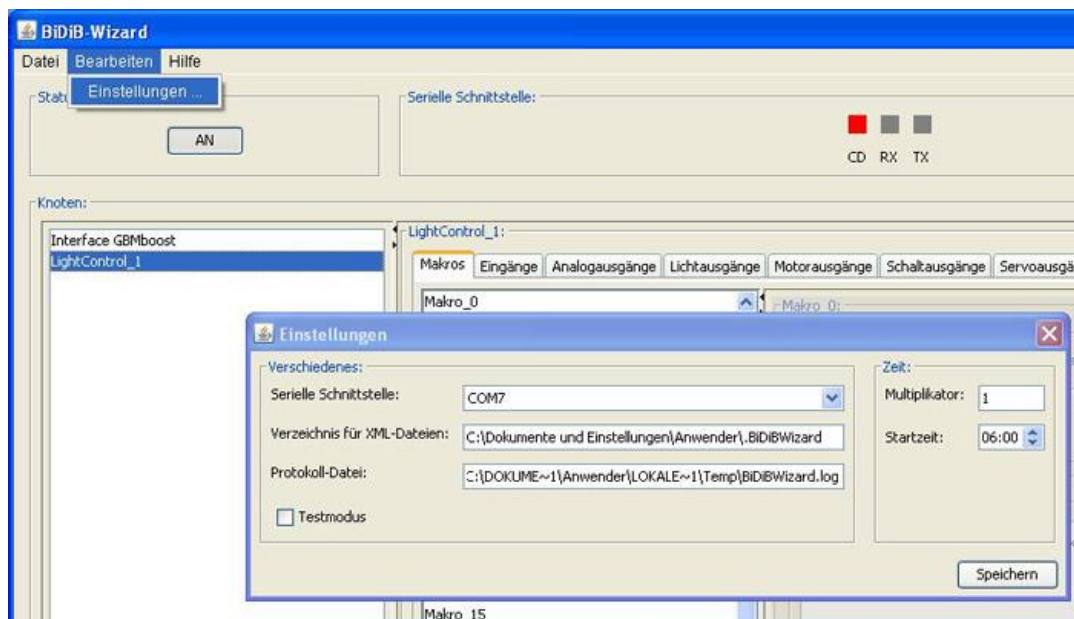 BiDiB-Wizard
Datei Bearbeiten Hilfe
Einstellungen ...
Serielle Schnittstelle:
AN
CD RX TX
Knoten:
Interface GBMboost
LightControl_1
LightControl_1:
Makros Eingänge Analogausgänge Lichtausgänge Motorausgänge Schaltausgänge Servoausgä
Makro_0
Makro_0:
Einstellungen
Verschiedenes:
Serielle Schnittstelle: COM7
Verzeichnis für XML-Dateien: C:\Dokumente und Einstellungen\Anwender\.BiDiBWizard
Protokoll-Datei: C:\DOKUME~1\Anwender\LOKALE~1\Temp\BiDiBWizard.log
Testmodus
Zeit:
Multiplikator: 1
Startzeit: 06:00
Speichern
Makro_15